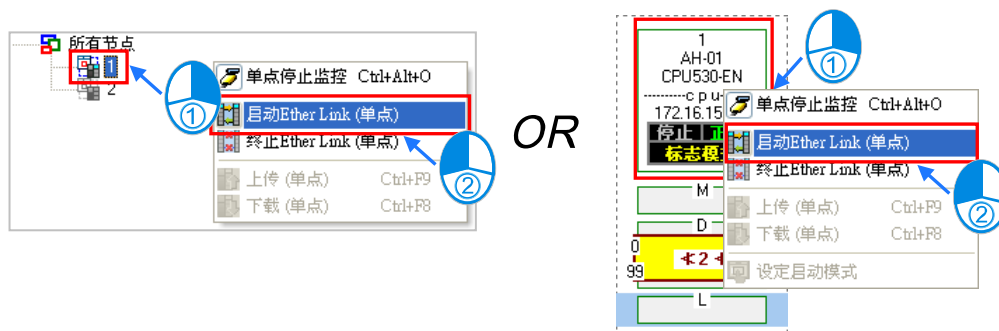 所有节点
1
2
单点停止监控 Ctrl+Alt+O
启动Ether Link (单点)
终止Ether Link (单点)
上传 (单点) Ctrl+F9
下载 (单点) Ctrl+F8
①
②
OR
1
AH-01
CPU530-EN
---------cpu-
172.16.15
停止
标志模
M
D
0
99
2
L
单点停止监控 Ctrl+Alt+O
启动Ether Link (单点)
终止Ether Link (单点)
上传 (单点) Ctrl+F9
下载 (单点) Ctrl+F8
设定启动模式
①
②